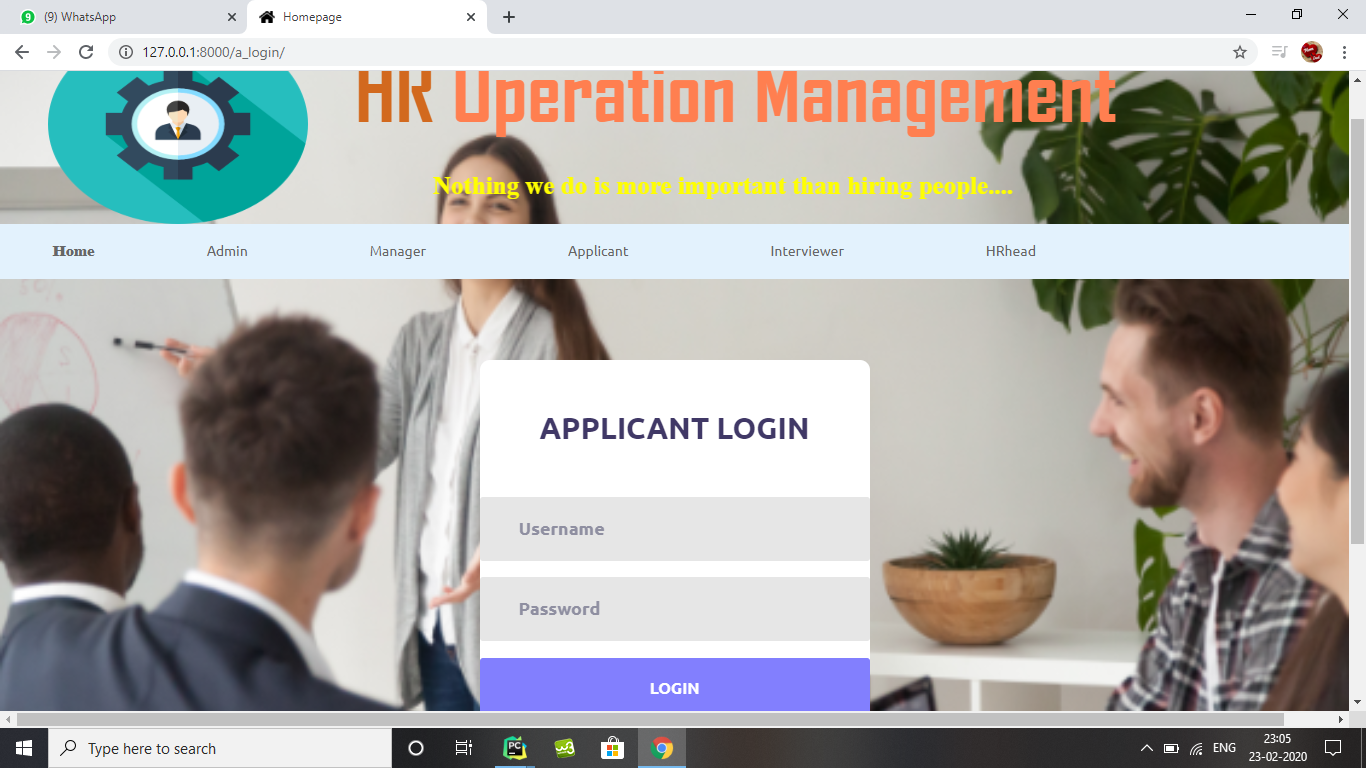 (9) WhatsApp
Homepage
127.0.0.1:8000/a_login/
HR Operation Management
Nothing we do is more important than hiring people....
Home Admin Manager Applicant Interviewer HRhead
APPLICANT LOGIN
Username
Password
LOGIN
Type here to search
PC
ENG
23:05
23-02-2020